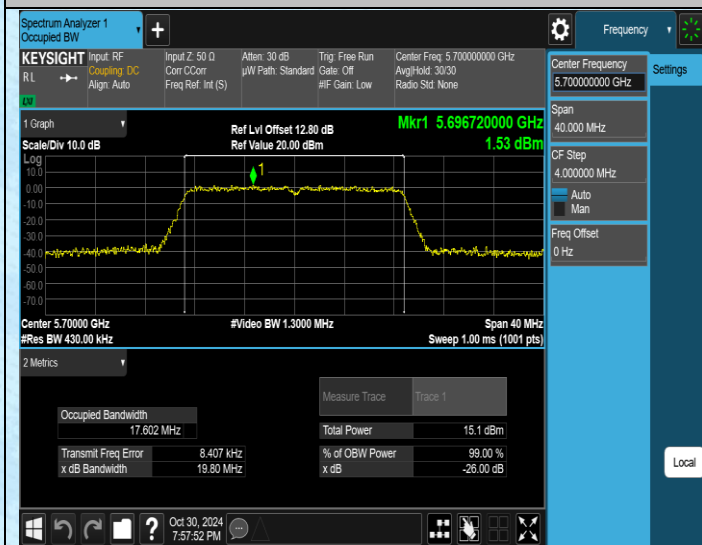 Spectrum Analyzer 1
Occupied BW
Frequency
KEYSIGHT
R L
LXI
Input: RF
Coupling: DC
Align: Auto
Input Z: 50 Ω
Corr CCorr
Freq Ref: Int (S)
Atten: 30 dB
µW Path: Standard
Trig: Free Run
Gate: Off
#IF Gain: Low
Center Freq: 5.700000000 GHz
Avg|Hold: 30/30
Radio Std: None
Center Frequency
5.700000000 GHz
Settings
Span
40.000 MHz
CF Step
4.000000 MHz
Auto
Man
Freq Offset
0 Hz
Local
1 Graph
Scale/Div 10.0 dB
Ref Lvl Offset 12.80 dB
Ref Value 20.00 dBm
Mkr1 5.696720000 GHz
1.53 dBm
Log
10.0
0.00
-10.0
-20.0
-30.0
-40.0
-50.0
-60.0
-70.0
1
Center 5.70000 GHz
#Res BW 430.00 kHz
#Video BW 1.3000 MHz
Span 40 MHz
Sweep 1.00 ms (1001 pts)
2 Metrics
Measure Trace
Trace 1
Occupied Bandwidth
17.602 MHz
Total Power 15.1 dBm
Transmit Freq Error 8.407 kHz
% of OBW Power 99.00 %
x dB Bandwidth 19.80 MHz
x dB -26.00 dB
Oct 30, 2024
7:57:52 PM